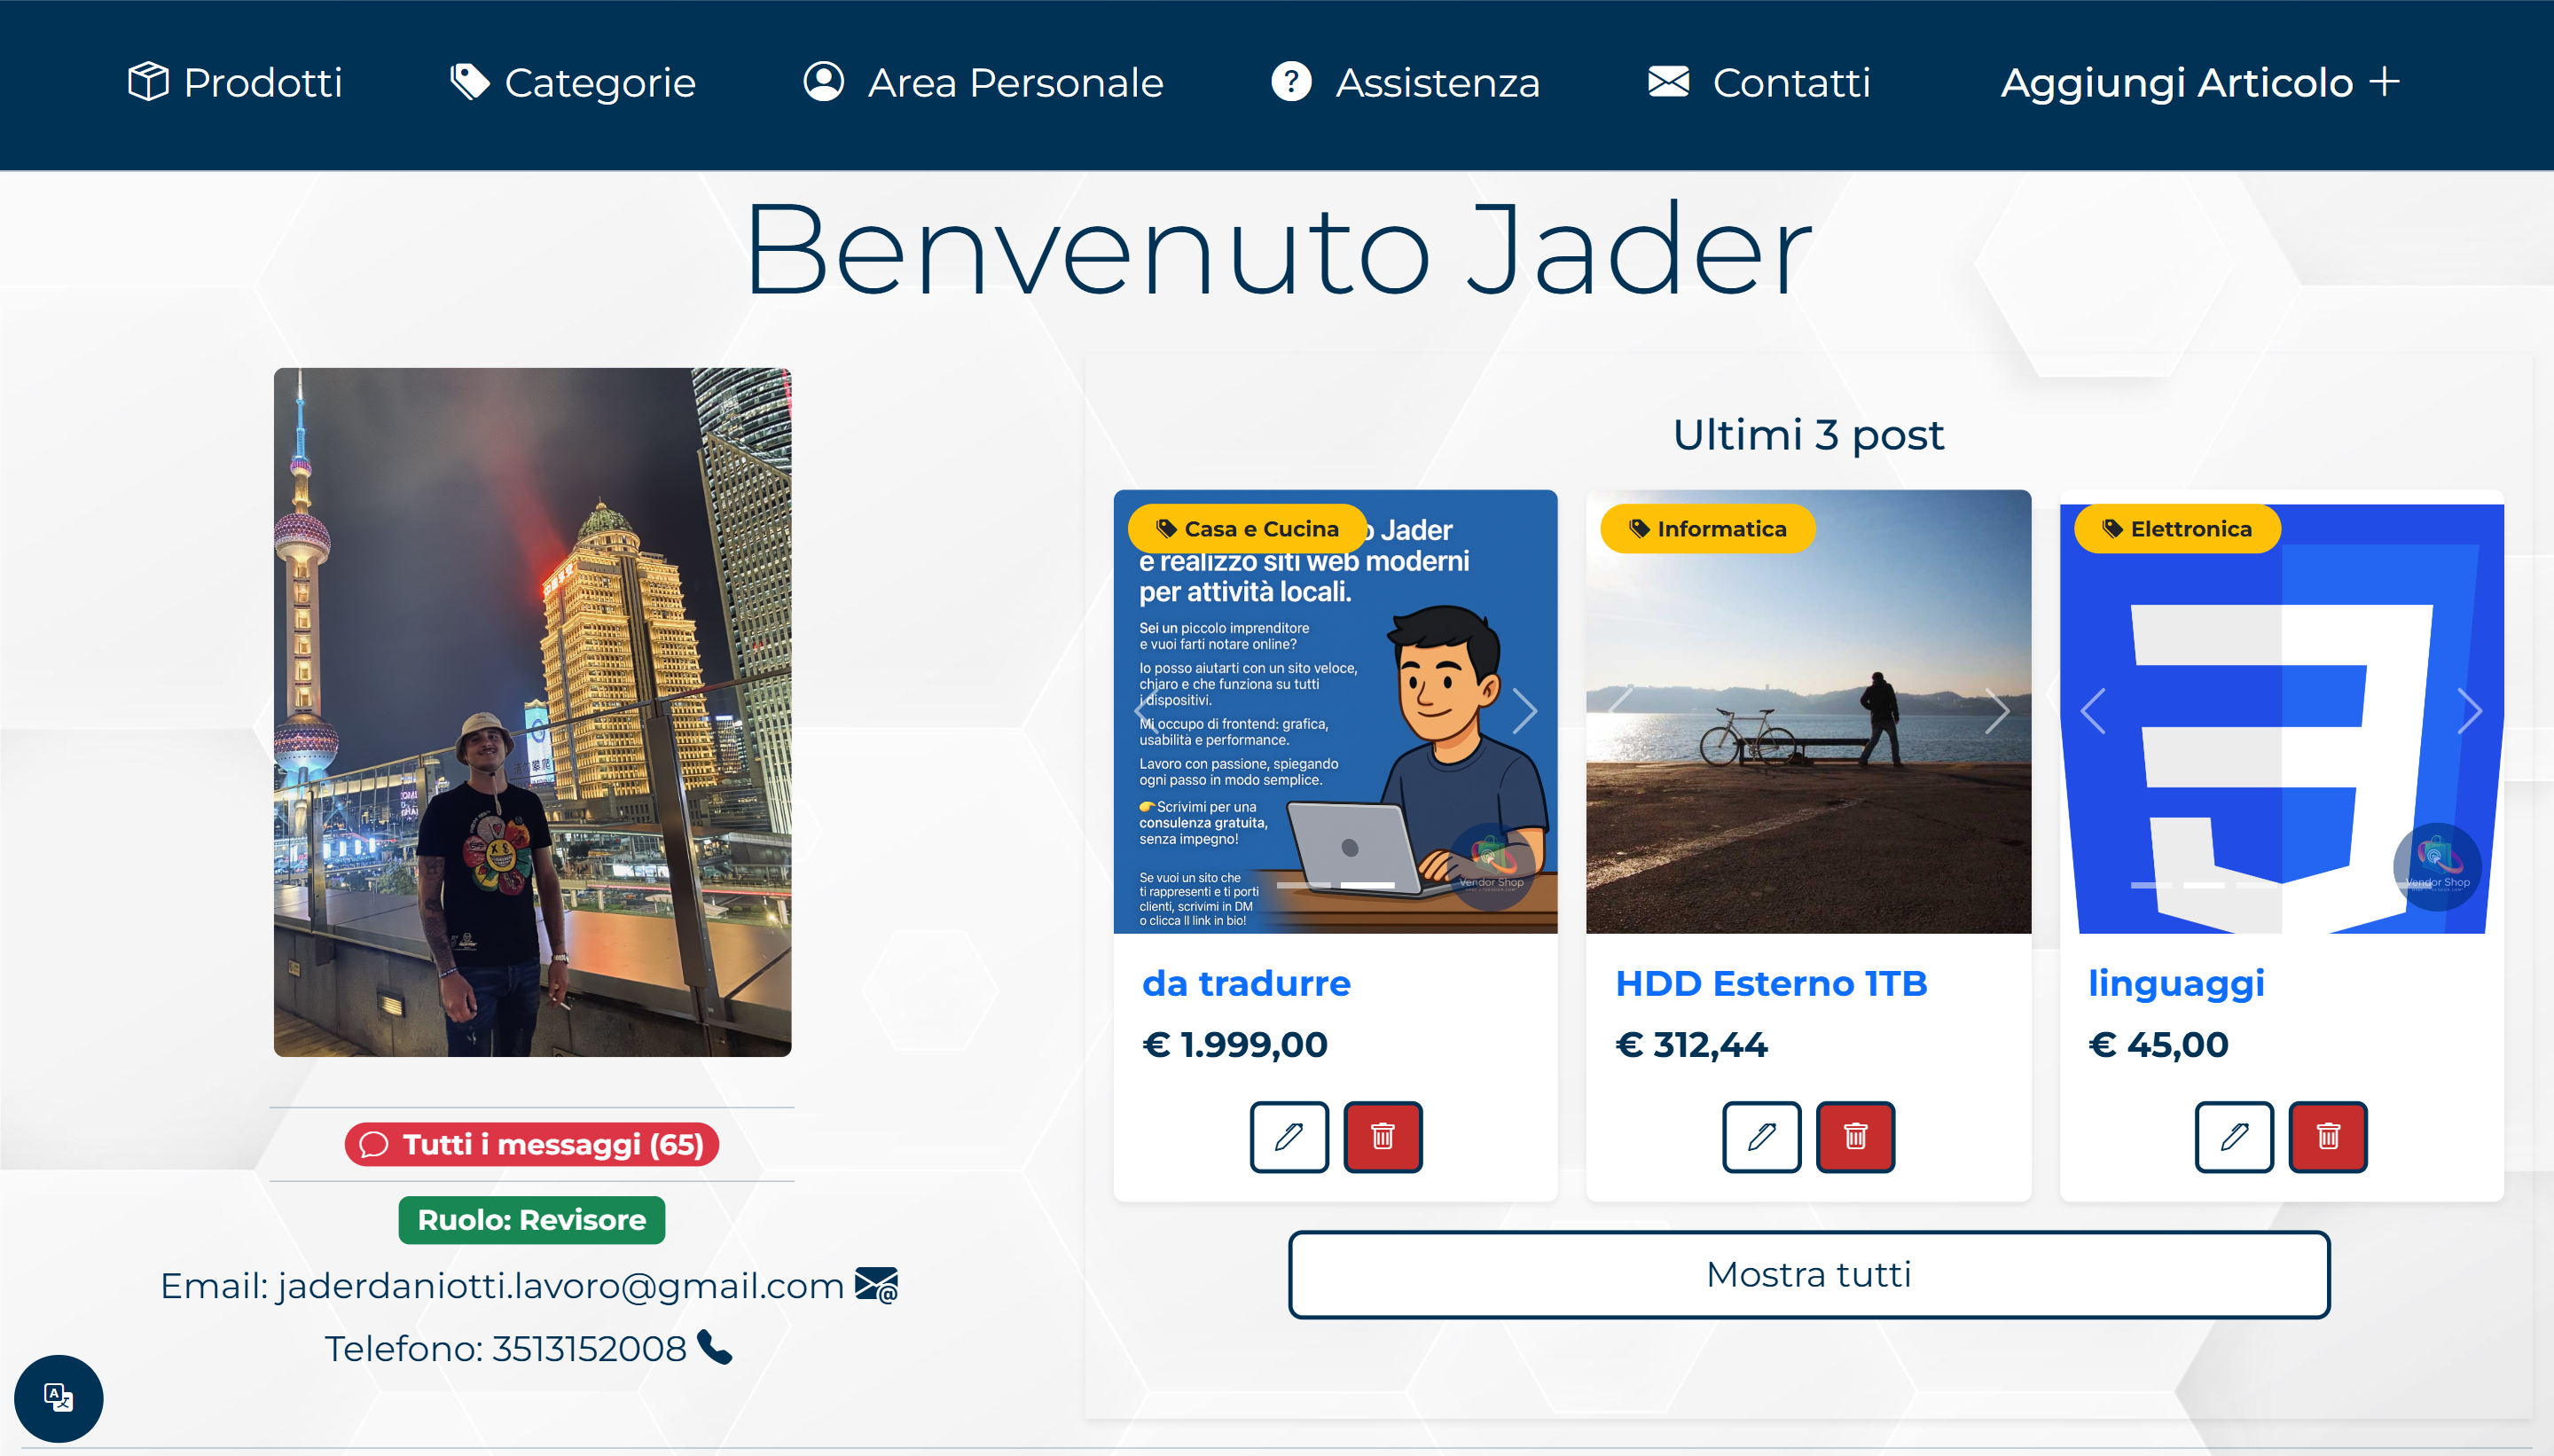 Prodotti
Categorie
Area Personale
Assistenza
Contatti
Aggiungi Articolo +
Benvenuto Jader
Tutti i messaggi (65)
Ruolo: Revisore
Email: jaderdaniotti.lavoro@gmail.com
Telefono: 3513152008
Ultimi 3 post
Casa e Cucina
Jader
e realizzo siti web moderni
per attività locali.
Sei un piccolo imprenditore
e vuoi farti notare online?
Io posso aiutarti con un sito veloce,
chiaro e che funziona su tutti
i dispositivi.
Mi occupo di frontend: grafica,
usabilità e performance.
Lavoro con passione, spiegando
ogni passo in modo semplice.
👉Scrivimi per una
consulenza gratuita,
senza impegno!
Se vuoi un sito che
ti rappresenti e ti porti
clienti, scrivimi in DM
o clicca Il link in bio!
Vendor Shop
da tradurre
€ 1.999,00
Informatica
HDD Esterno 1TB
€ 312,44
Elettronica
Vendor Shop
linguaggi
€ 45,00
Mostra tutti